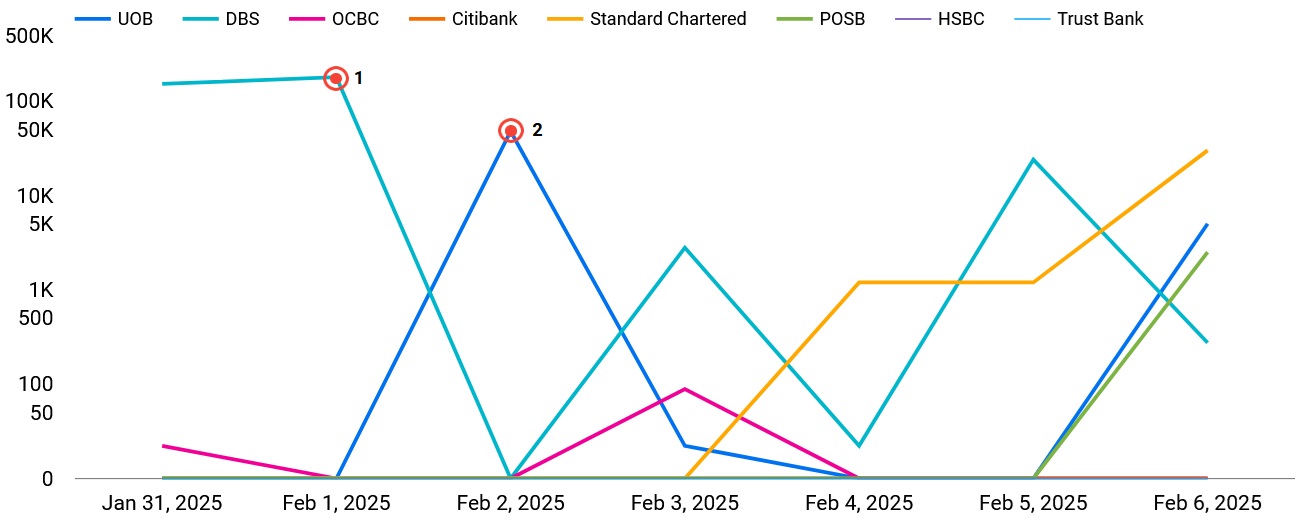 UOB DBS OCBC Citibank Standard Chartered POSB HSBC Trust Bank
500K
1
100K
50K
2
10K
5K
1K
500
100
50
0
Jan 31, 2025 Feb 1, 2025 Feb 2, 2025 Feb 3, 2025 Feb 4, 2025 Feb 5, 2025 Feb 6, 2025